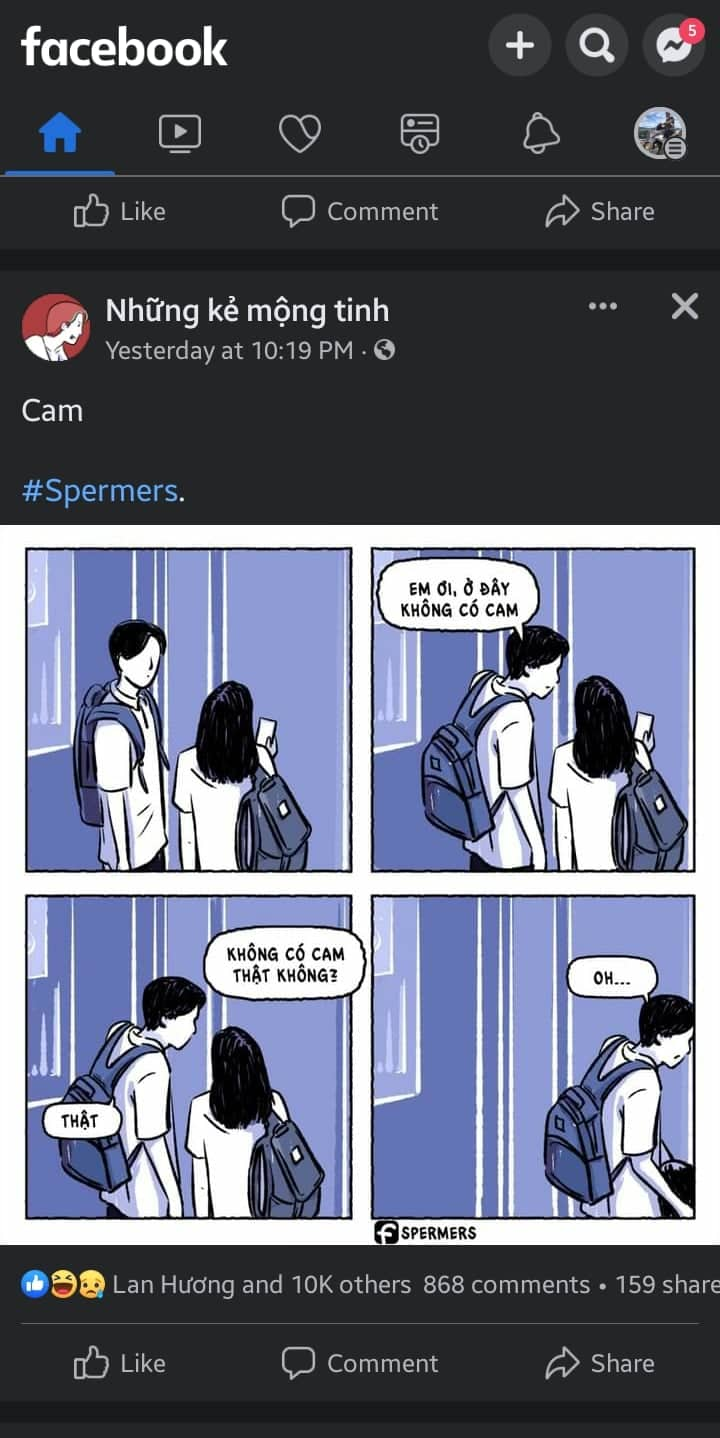 facebook
5
Like Comment Share
Những kẻ mộng tinh
Yesterday at 10:19 PM ·
Cam
#Spermers.
EM ƠI, Ở ĐÂY
KHÔNG CÓ CAM
KHÔNG CÓ CAM
THẬT KHÔNG?
THẬT
OH...
f SPERMERS
Lan Hương and 10K others 868 comments • 159 share
Like Comment Share